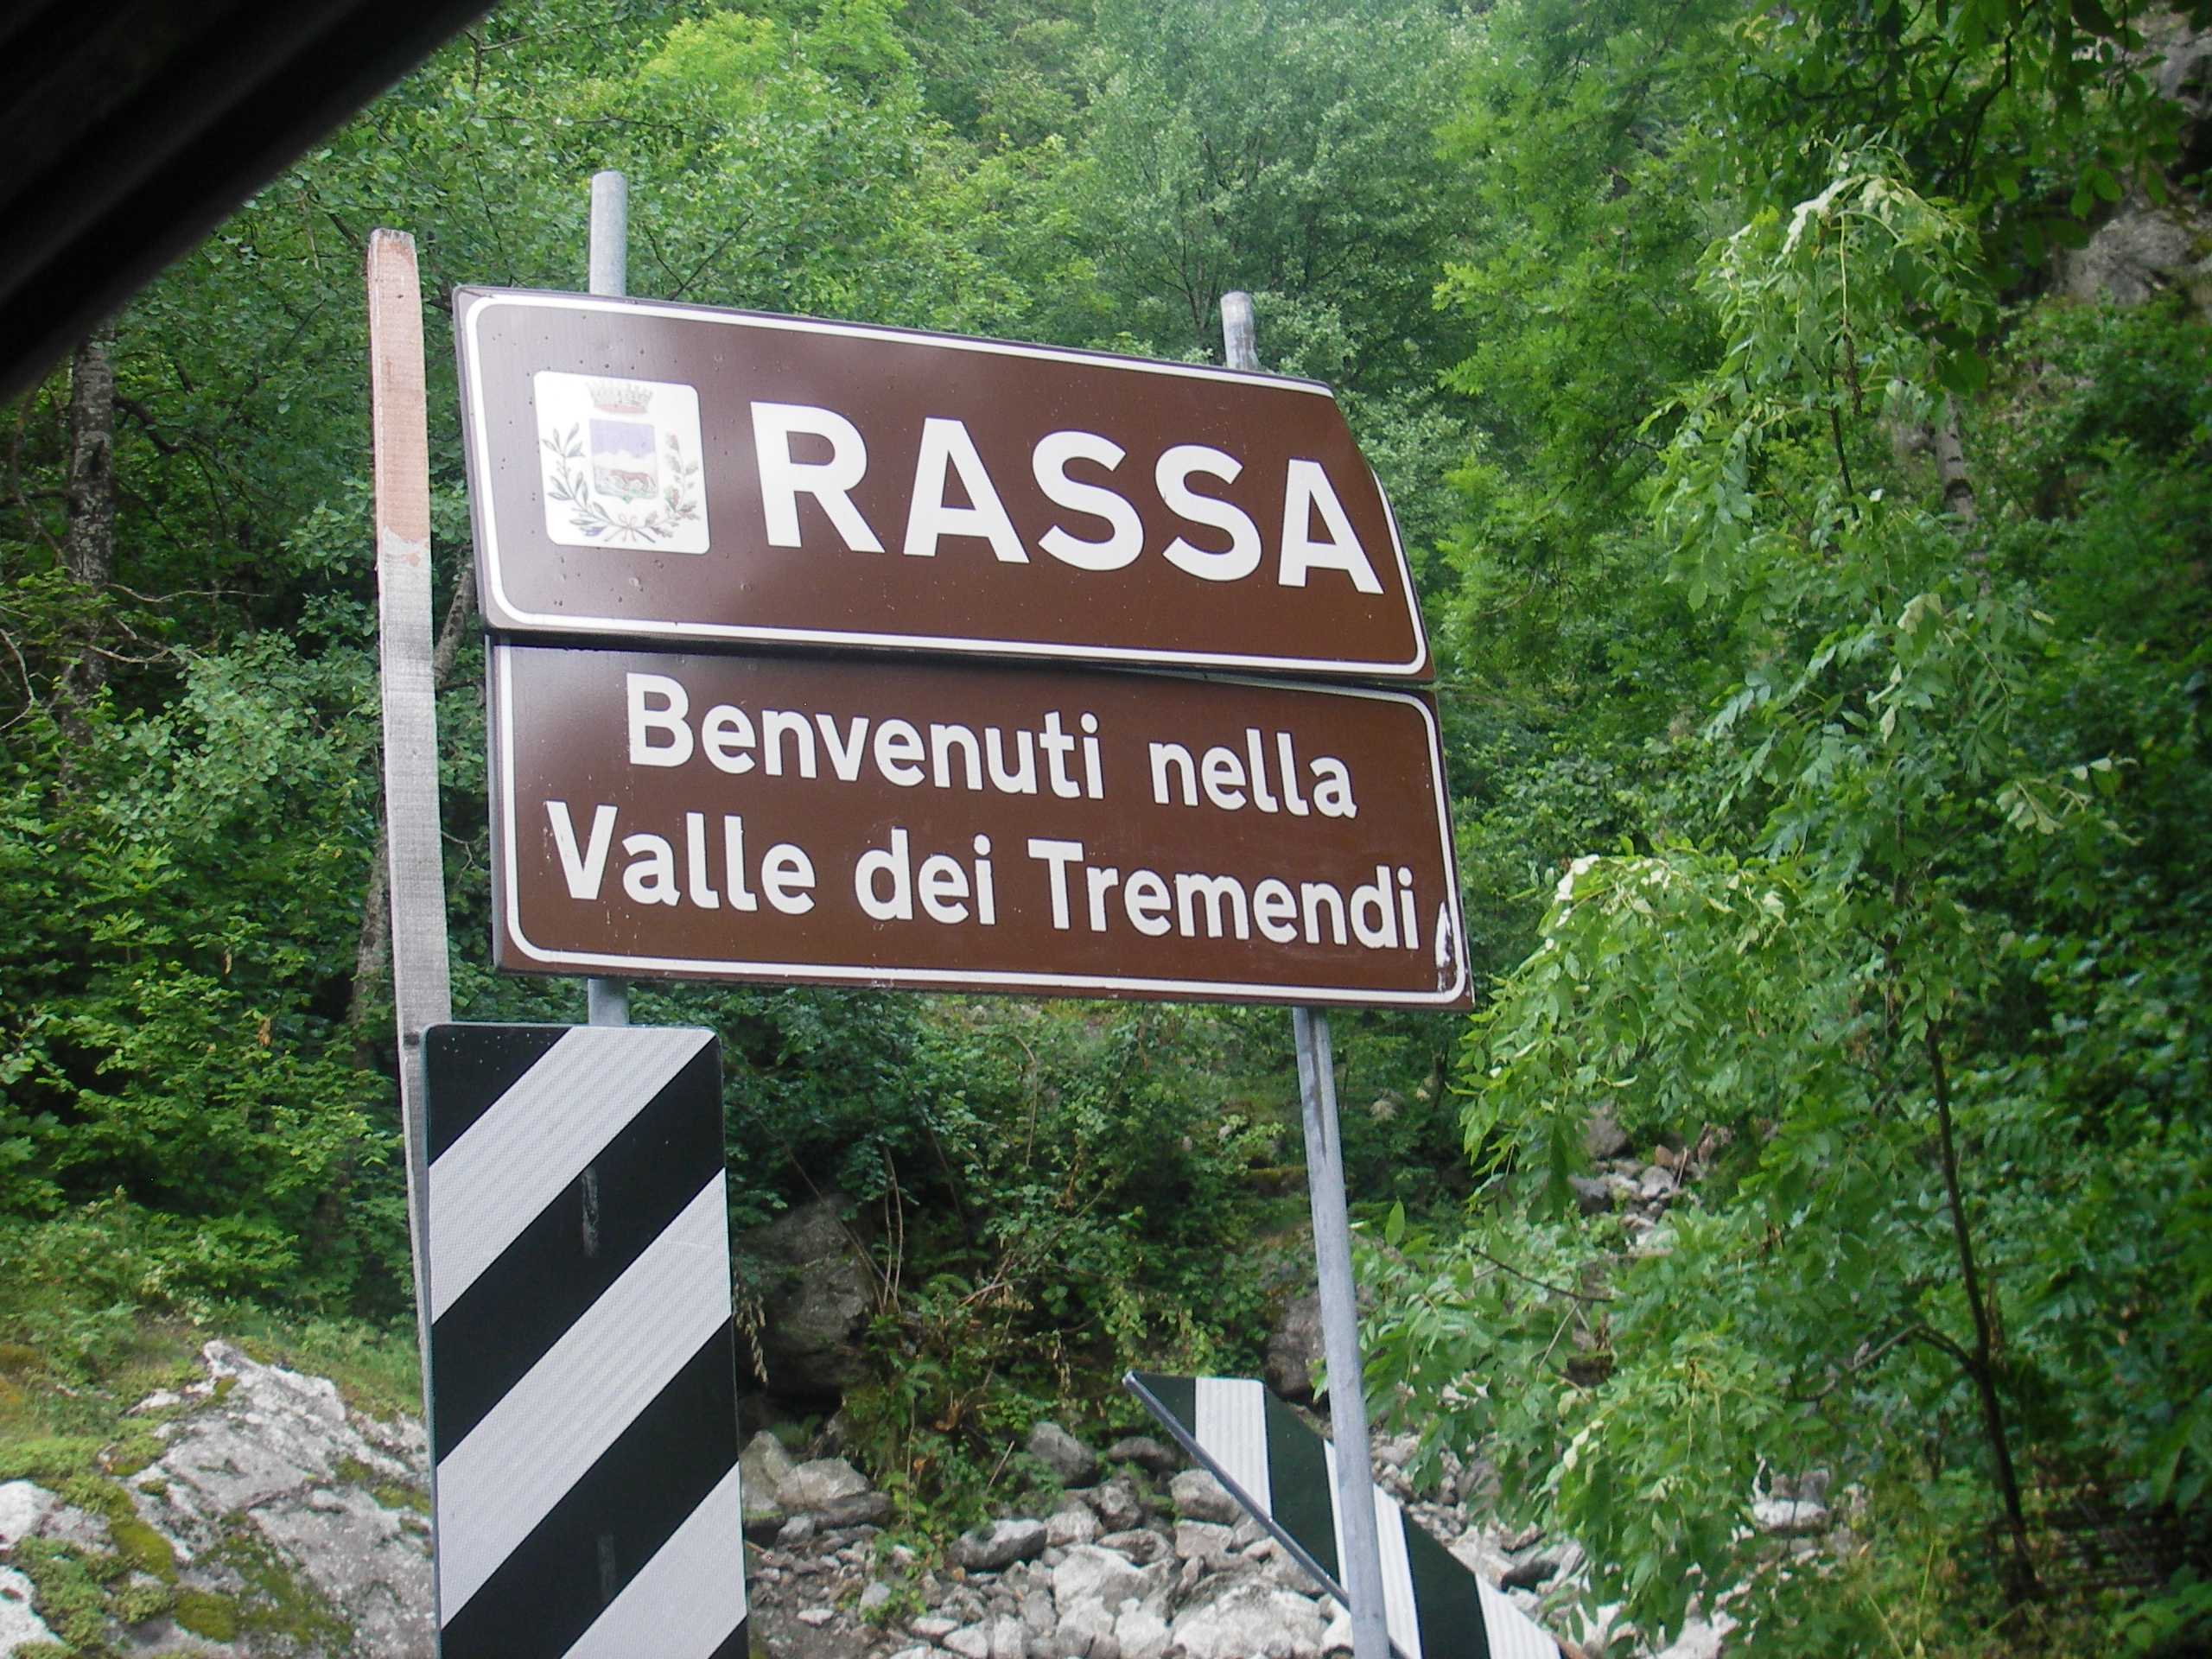 RASSA
Benvenuti nella
Valle dei Tremendi